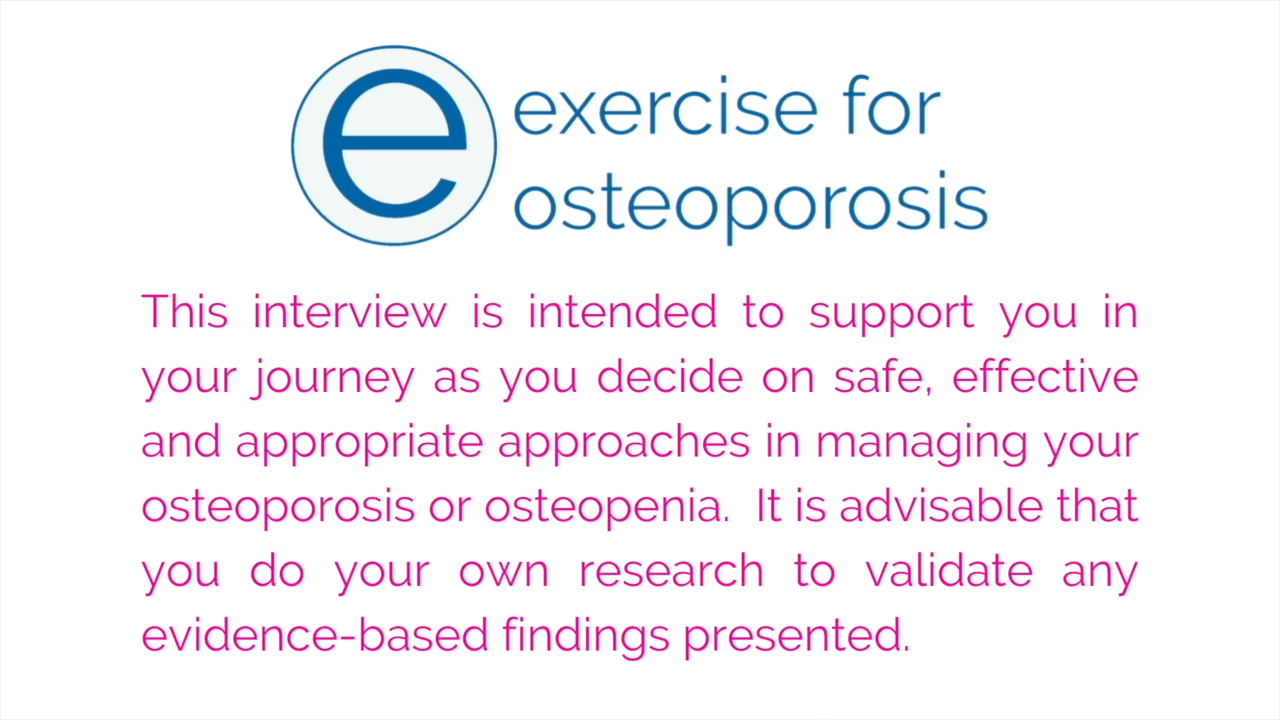 e exercise for
osteoporosis
This interview is intended to support you in
your journey as you decide on safe, effective
and appropriate approaches in managing your
osteoporosis or osteopenia.  It is advisable that
you do your own research to validate any
evidence-based findings presented.